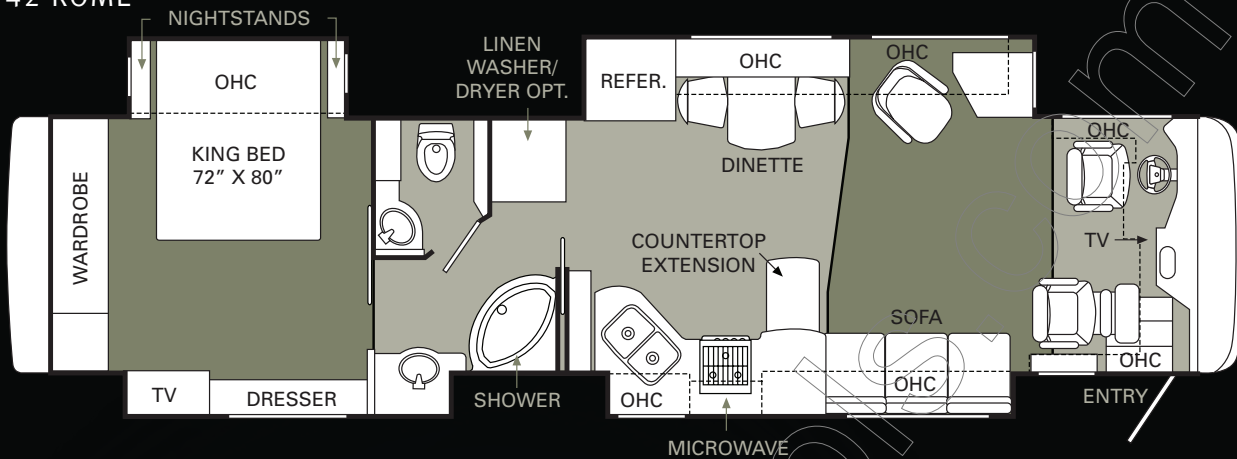 42 ROME
NIGHTSTANDS
LINEN
WASHER/
DRYER OPT.
OHC
REFER.
OHC
OHC
OHC
KING BED
72” X 80”
DINETTE
WARDROBE
COUNTERTOP
EXTENSION
TV
SOFA
TV
DRESSER
SHOWER
OHC
OHC
OHC
ENTRY
MICROWAVE